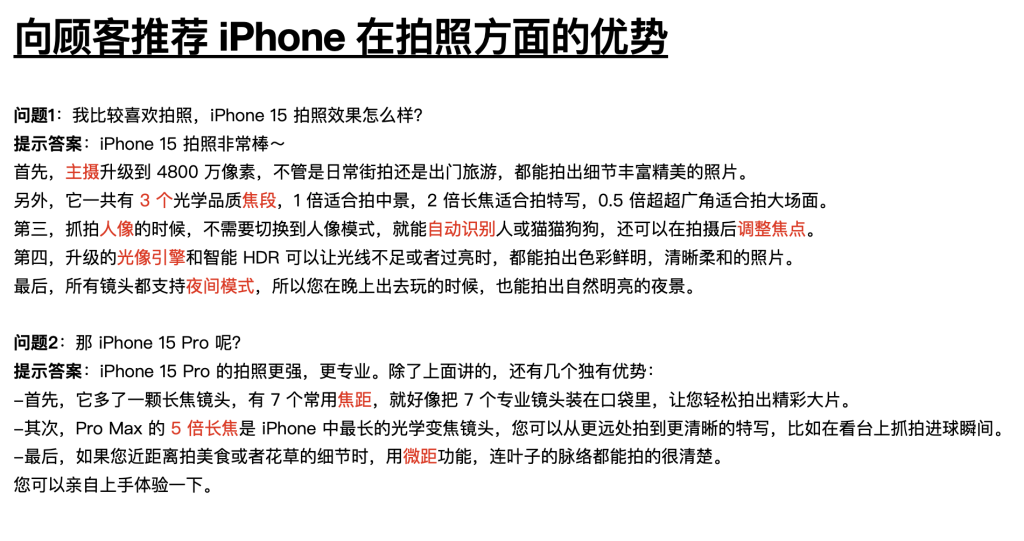 向顾客推荐 iPhone 在拍照方面的优势
问题1：我比较喜欢拍照，iPhone 15 拍照效果怎么样？
提示答案：iPhone 15 拍照非常棒～
首先，主摄升级到 4800 万像素，不管是日常街拍还是出门旅游，都能拍出细节丰富精美的照片。
另外，它一共有 3 个光学品质焦段，1 倍适合拍中景，2 倍长焦适合拍特写，0.5 倍超超广角适合拍大场面。
第三，抓拍人像的时候，不需要切换到人像模式，就能自动识别人或猫猫狗狗，还可以在拍摄后调整焦点。
第四，升级的光像引擎和智能 HDR 可以让光线不足或者过亮时，都能拍出色彩鲜明，清晰柔和的照片。
最后，所有镜头都支持夜间模式，所以您在晚上出去玩的时候，也能拍出自然明亮的夜景。
问题2：那 iPhone 15 Pro 呢？
提示答案：iPhone 15 Pro 的拍照更强，更专业。除了上面讲的，还有几个独有优势：
–首先，它多了一颗长焦镜头，有 7 个常用焦距，就好像把 7 个专业镜头装在口袋里，让您轻松拍出精彩大片。
–其次，Pro Max 的 5 倍长焦是 iPhone 中最长的光学变焦镜头，您可以从更远处拍到更清晰的特写，比如在看台上抓拍进球瞬间。
–最后，如果您近距离拍美食或者花草的细节时，用微距功能，连叶子的脉络都能拍的很清楚。
您可以亲自上手体验一下。